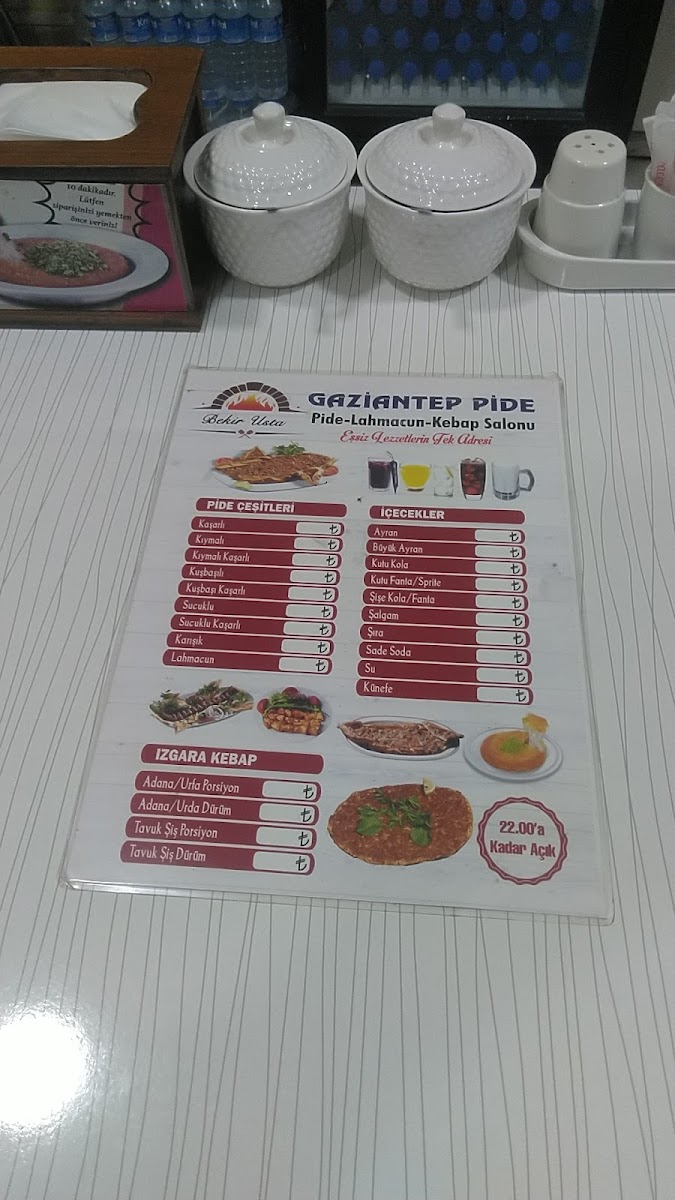 10 dakikadır.
Lütfen
siparişinizi yemekten
önce veriniz!
Bekir Usta
GAZİANTEP PİDE
Pide-Lahmacun-Kebap Salonu
Eşsiz Lezzetlerin Tek Adresi
PİDE ÇEŞİTLERİ
Kaşarlı ₺
Kıymalı ₺
Kıymalı Kaşarlı ₺
Kuşbaşılı ₺
Kuşbaşı Kaşarlı ₺
Sucuklu ₺
Sucuklu Kaşarlı ₺
Karışık ₺
Lahmacun ₺
İÇECEKLER
Ayran ₺
Büyük Ayran ₺
Kutu Kola ₺
Kutu Fanta/Sprite ₺
Şişe Kola/Fanta ₺
Şalgam ₺
Şıra ₺
Sade Soda ₺
Su ₺
Künefe ₺
IZGARA KEBAP
Adana/Urfa Porsiyon ₺
Adana/Urda Dürüm ₺
Tavuk Şiş Porsiyon ₺
Tavuk Şiş Dürüm ₺
22.00'a
Kadar Açık